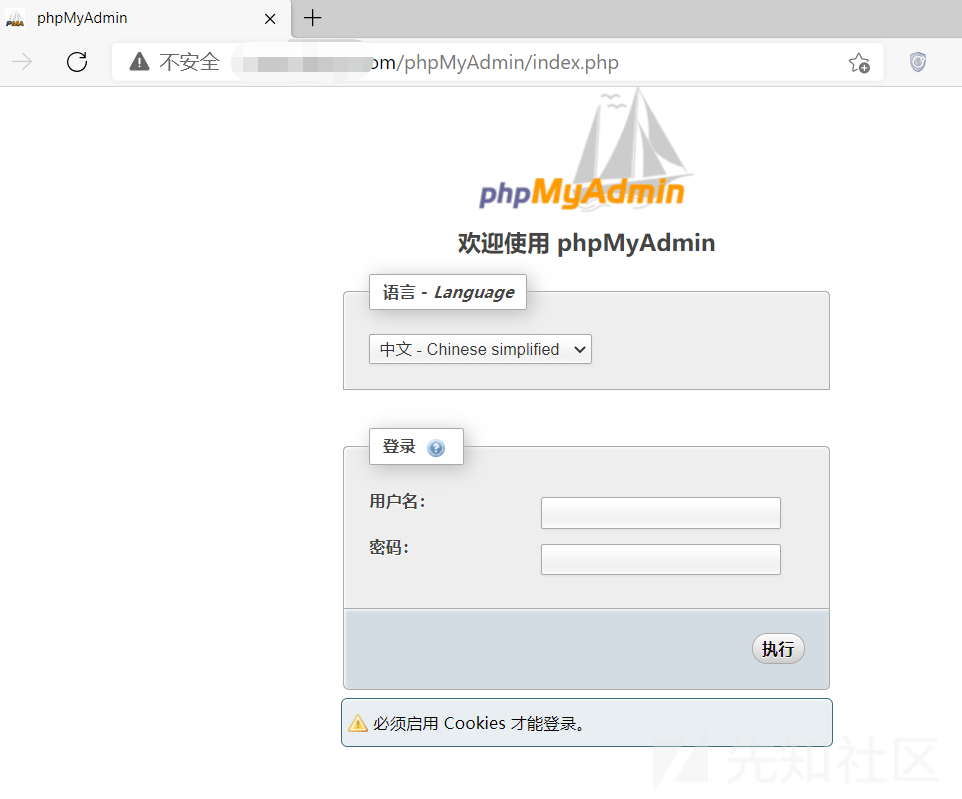 phpMyAdmin
不安全
om/phpMyAdmin/index.php
phpMyAdmin
欢迎使用 phpMyAdmin
语言 - Language
中文 - Chinese simplified
登录
用户名：
密码：
执行
必须启用 Cookies 才能登录。
先知社区